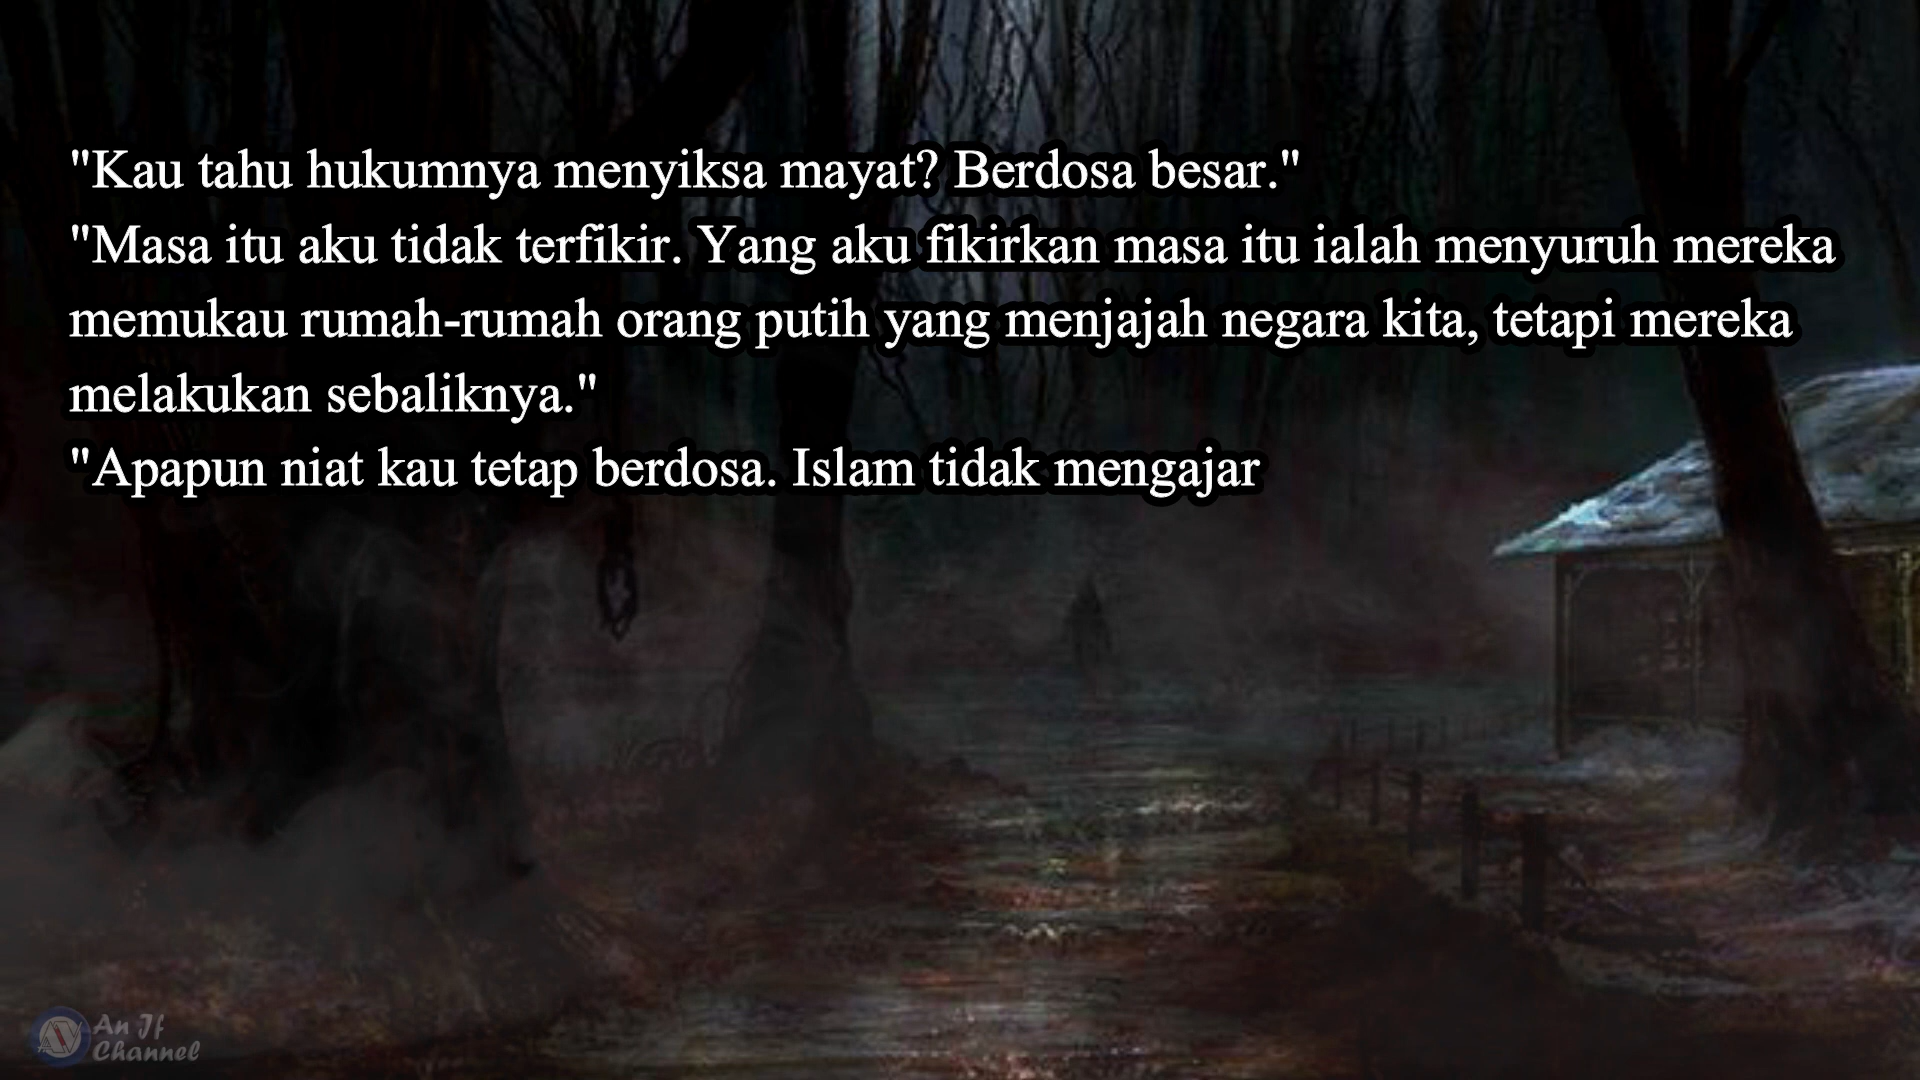 "Kau tahu hukumnya menyiksa mayat? Berdosa besar."
"Masa itu aku tidak terfikir. Yang aku fikirkan masa itu ialah menyuruh mereka
memukau rumah-rumah orang putih yang menjajah negara kita, tetapi mereka
melakukan sebaliknya."
"Apapun niat kau tetap berdosa. Islam tidak mengajar
An If
Channel